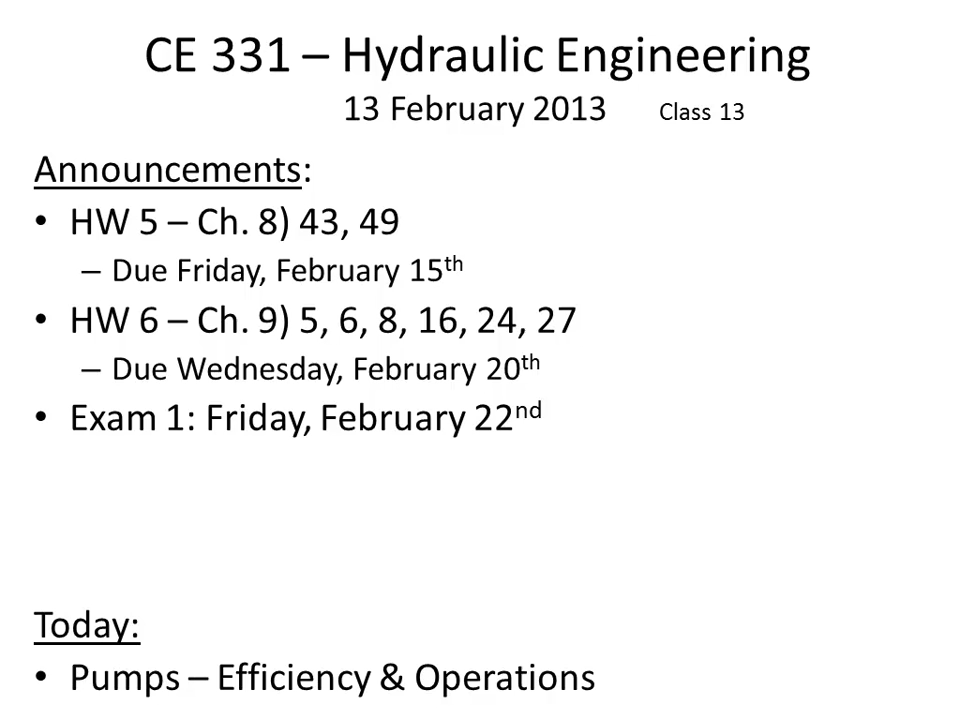 CE 331 – Hydraulic Engineering
13 February 2013 Class 13
Announcements:
• HW 5 – Ch. 8) 43, 49
– Due Friday, February 15th
• HW 6 – Ch. 9) 5, 6, 8, 16, 24, 27
– Due Wednesday, February 20th
• Exam 1: Friday, February 22nd
Today:
• Pumps – Efficiency & Operations